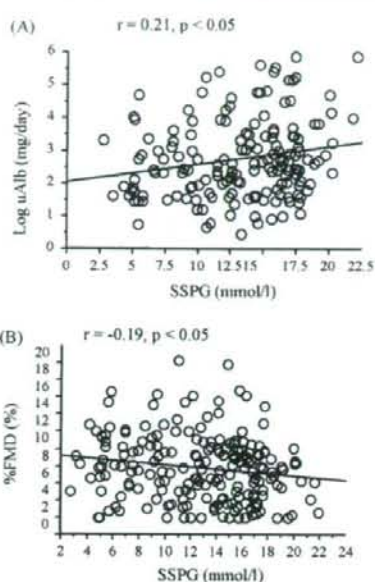 (A)
r = 0.21, p < 0.05
6
5
4
3
2
1
0
Log uAlb (mg/day)
0 2.5 5 7.5 10 12.515 17.5 20 22.5
SSPG (mmol/l)
(B)
r = -0.19, p < 0.05
20
18
16
14
12
10
8
6
4
2
0
%FMD (%)
2 4 6 8 10 12 14 16 18 20 22 24
SSPG (mmol/l)